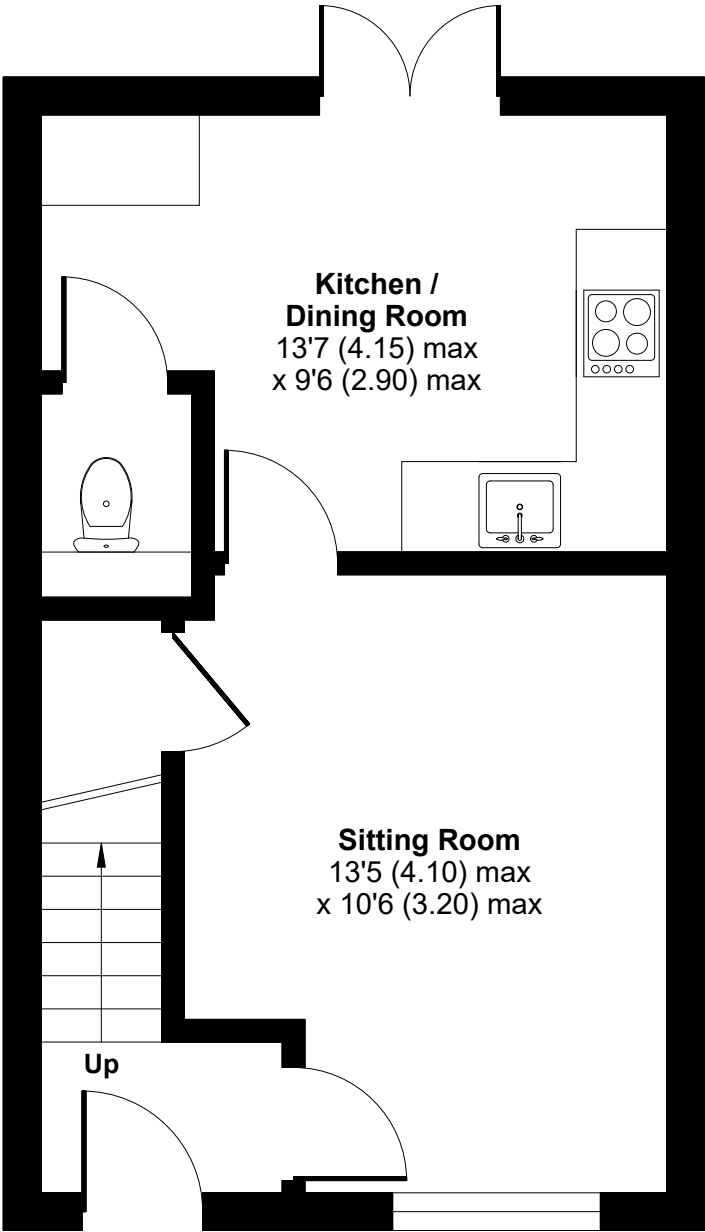 Kitchen /
Dining Room
13'7 (4.15) max
x 9'6 (2.90) max
Sitting Room
13'5 (4.10) max
x 10'6 (3.20) max
Up